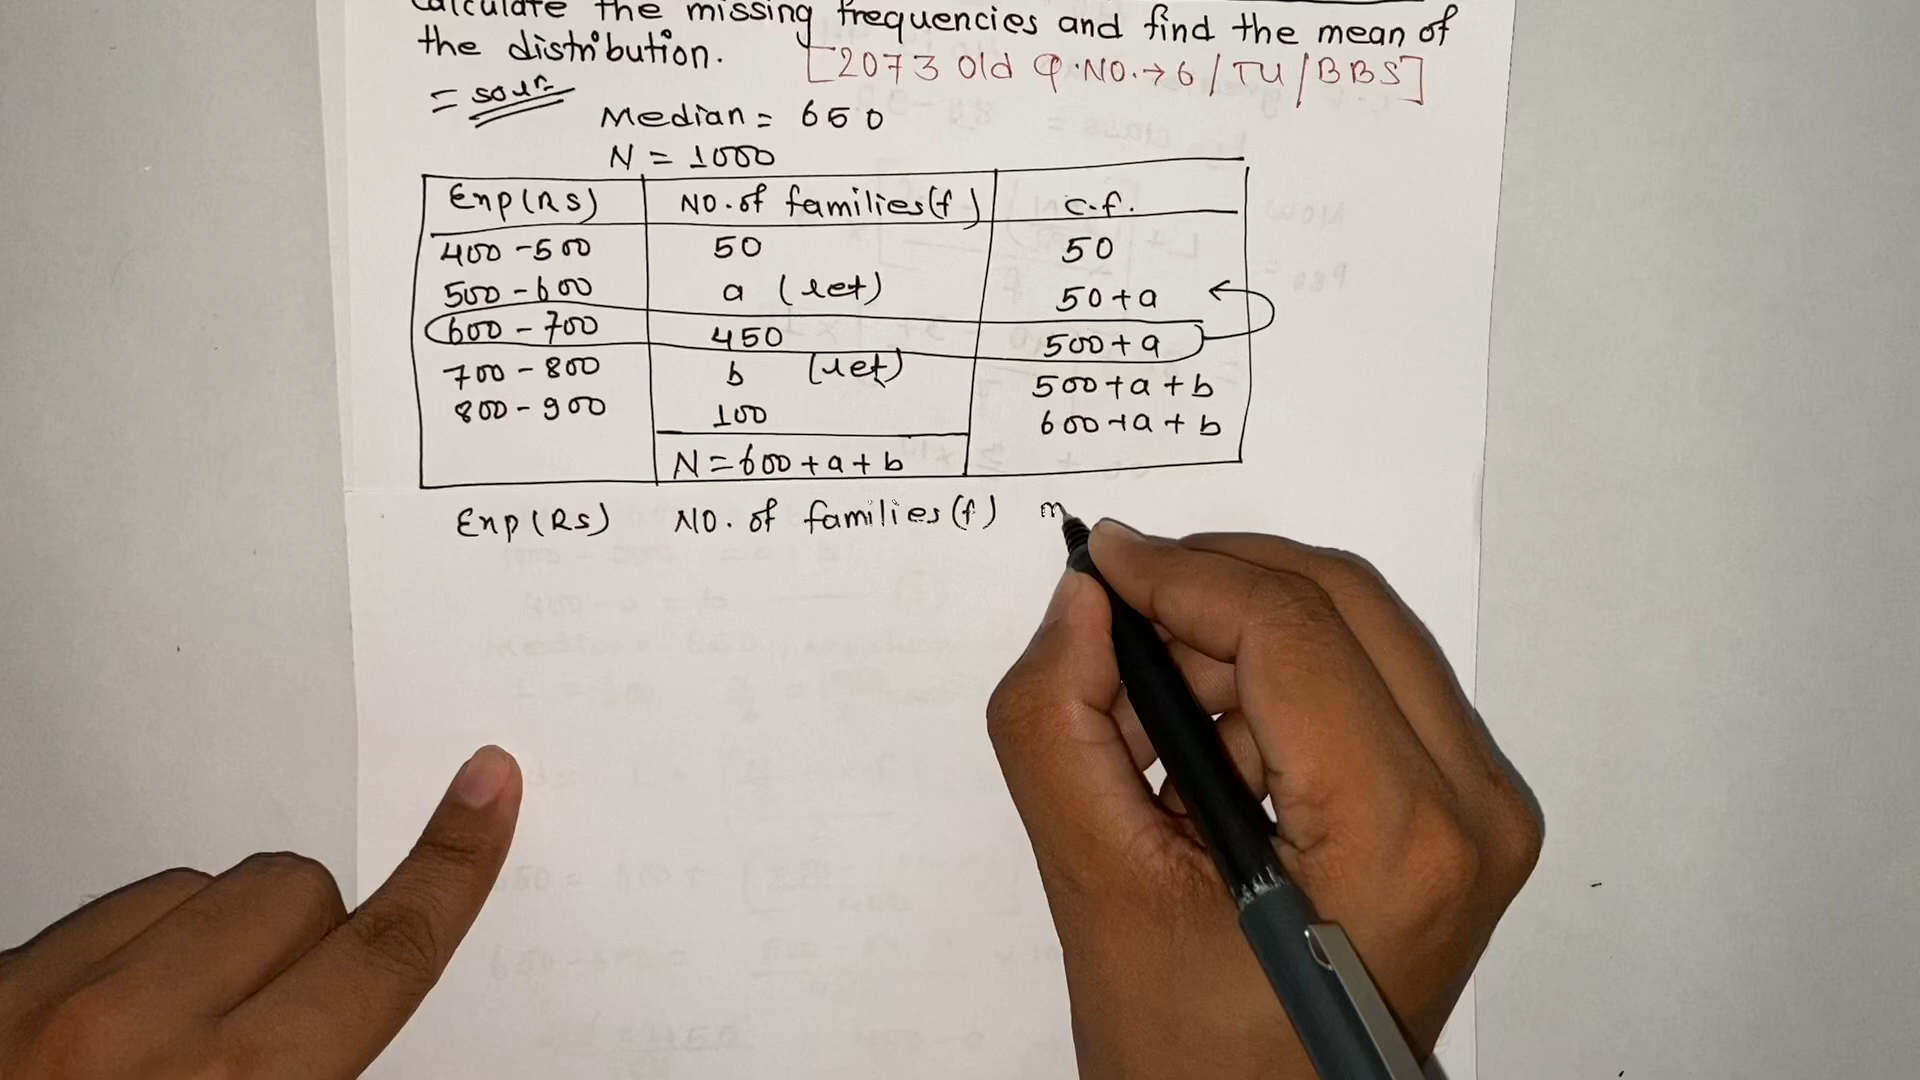 Calculate the missing frequencies and find the mean of
the distribution. [2073 Old Q.NO.→6/TU/BBS]
= soln
Median = 650
N = 1000
Exp(RS) NO. of families(f) c.f.
400-500 50 50
500-600 a (let) 50+a
600-700 450 500+a
700-800 b (let) 500+a+b
800-900 100 600+a+b
N=600+a+b
Exp(RS) NO. of families(f) m